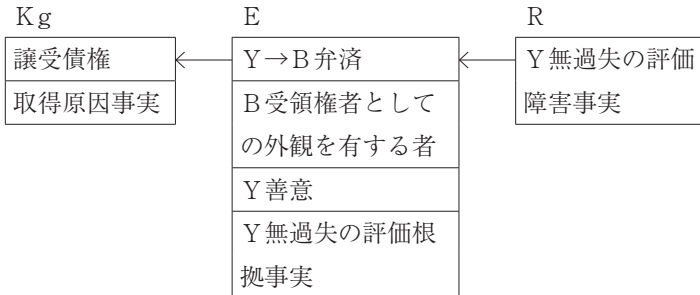 Kg
E
R
譲受債権
取得原因事実
Y→B弁済
B受領権者として
の外観を有する者
Y善意
Y無過失の評価根
拠事実
Y無過失の評価
障害事実